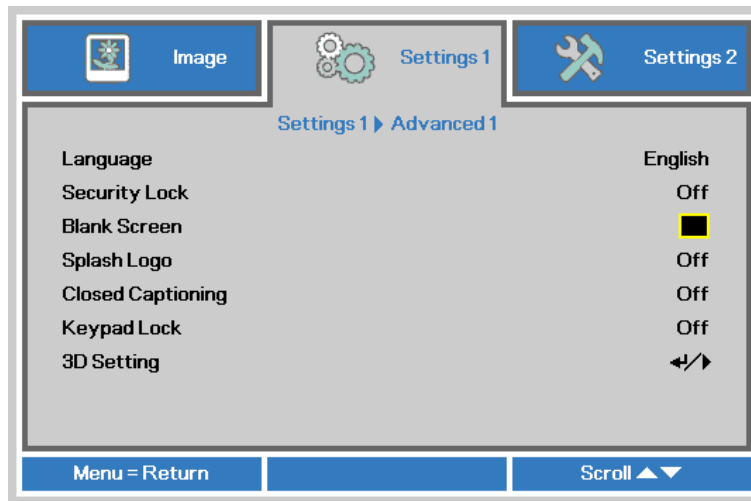 Image
Settings 1
Settings 2
Settings 1 ▶ Advanced 1
Language English
Security Lock Off
Blank Screen
Splash Logo Off
Closed Captioning Off
Keypad Lock Off
3D Setting ↵/▶
Menu = Return
Scroll ▲▼